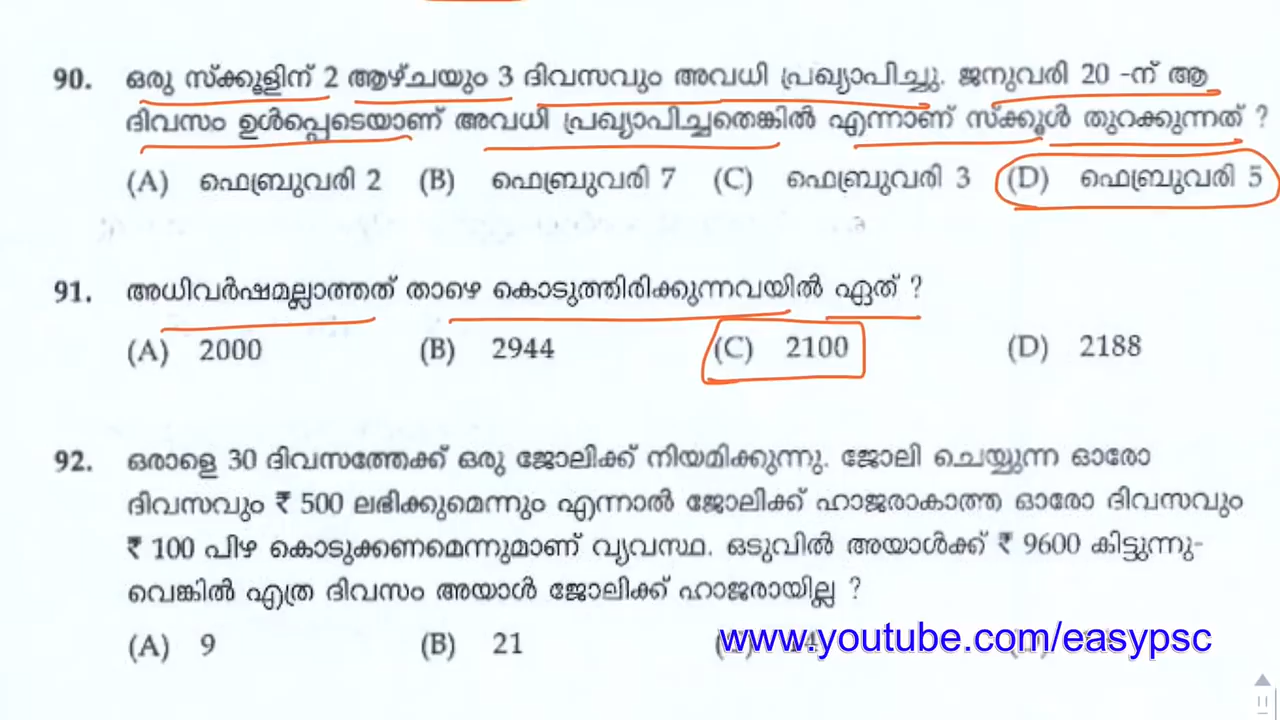 90. ഒരു സ്ക്കൂളിന് 2 ആഴ്ചയും 3 ദിവസവും അവധി പ്രഖ്യാപിച്ചു. ജനുവരി 20 -ന് ആ
ദിവസം ഉൾപ്പെടെയാണ് അവധി പ്രഖ്യാപിച്ചതെങ്കിൽ എന്നാണ് സ്ക്കൂൾ തുറക്കുന്നത് ?
(A) ഫെബ്രുവരി 2 (B) ഫെബ്രുവരി 7 (C) ഫെബ്രുവരി 3 (D) ഫെബ്രുവരി 5
91. അധിവർഷമല്ലാത്തത് താഴെ കൊടുത്തിരിക്കുന്നവയിൽ ഏത് ?
(A) 2000 (B) 2944 (C) 2100 (D) 2188
92. ഒരാളെ 30 ദിവസത്തേക്ക് ഒരു ജോലിക്ക് നിയമിക്കുന്നു. ജോലി ചെയ്യുന്ന ഓരോ
ദിവസവും ₹ 500 ലഭിക്കുമെന്നും എന്നാൽ ജോലിക്ക് ഹാജരാകാത്ത ഓരോ ദിവസവും
₹ 100 പിഴ കൊടുക്കണമെന്നുമാണ് വ്യവസ്ഥ. ഒടുവിൽ അയാൾക്ക് ₹ 9600 കിട്ടുന്നു-
വെങ്കിൽ എത്ര ദിവസം അയാൾ ജോലിക്ക് ഹാജരായില്ല ?
(A) 9 (B) 21 www.youtube.com/easypsc